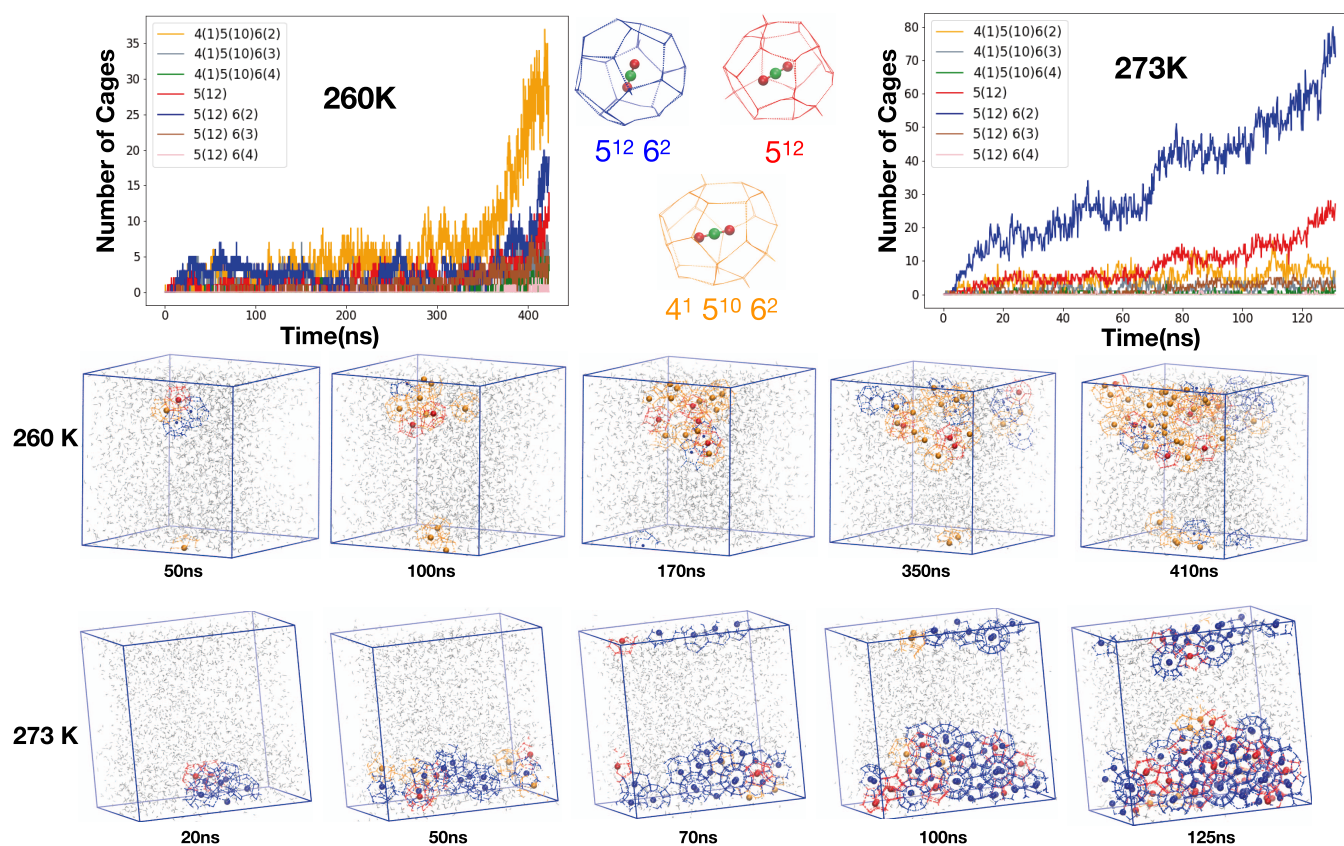 Number of Cages
35
30
25
20
15
10
5
0
4(1)5(10)6(2)
4(1)5(10)6(3)
4(1)5(10)6(4)
5(12)
5(12) 6(2)
5(12) 6(3)
5(12) 6(4)
260K
0
100
200
300
400
Time(ns)
5¹² 6²
5¹²
4¹ 5¹⁰ 6²
Number of Cages
80
70
60
50
40
30
20
10
0
4(1)5(10)6(2)
4(1)5(10)6(3)
4(1)5(10)6(4)
5(12)
5(12) 6(2)
5(12) 6(3)
5(12) 6(4)
273K
0
20
40
60
80
100
120
Time(ns)
260 K
50ns
100ns
170ns
350ns
410ns
273 K
20ns
50ns
70ns
100ns
125ns